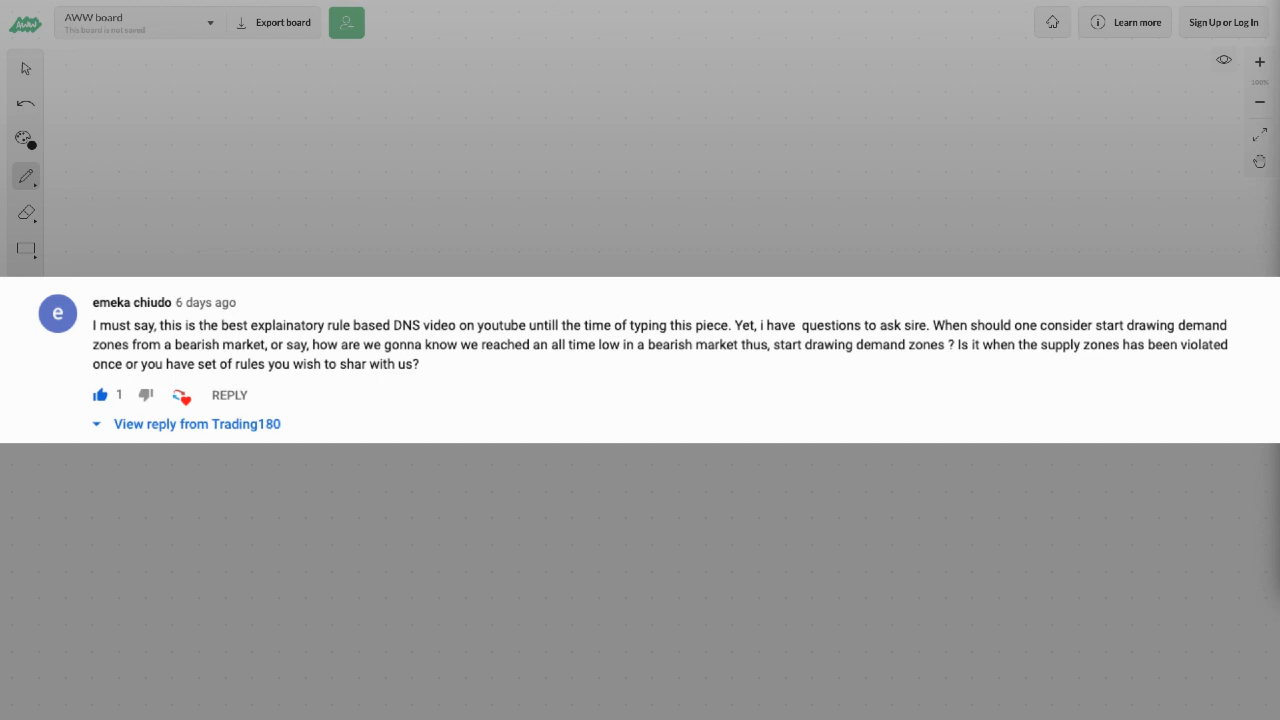 AWW
AWW board
This board is not saved
Export board
Learn more
Sign Up or Log In
100%
e
emeka chiudo 6 days ago
I must say, this is the best explainatory rule based DNS video on youtube untill the time of typing this piece. Yet, i have questions to ask sire. When should one consider start drawing demand
zones from a bearish market, or say, how are we gonna know we reached an all time low in a bearish market thus, start drawing demand zones ? Is it when the supply zones has been violated
once or you have set of rules you wish to shar with us?
1
REPLY
View reply from Trading180